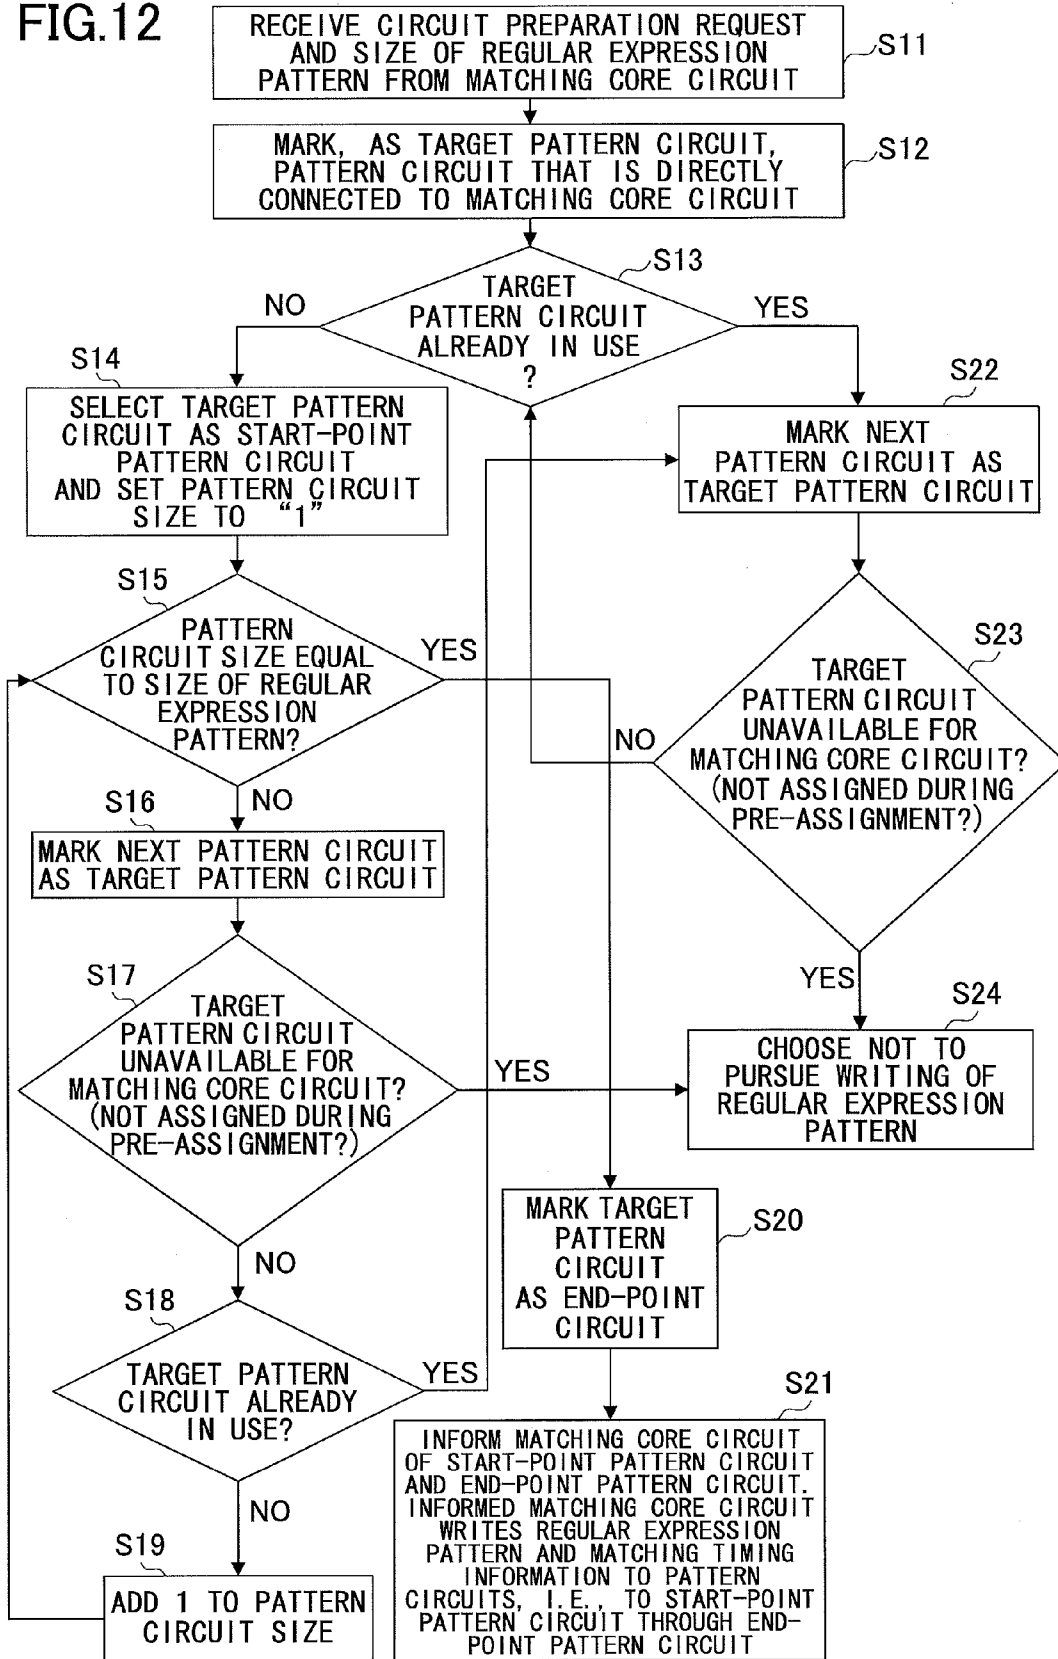 FIG.12
RECEIVE CIRCUIT PREPARATION REQUEST
AND SIZE OF REGULAR EXPRESSION
PATTERN FROM MATCHING CORE CIRCUIT
S11
MARK, AS TARGET PATTERN CIRCUIT,
PATTERN CIRCUIT THAT IS DIRECTLY
CONNECTED TO MATCHING CORE CIRCUIT
S12
S13
TARGET
PATTERN CIRCUIT
ALREADY IN USE
?
NO
YES
S14
SELECT TARGET PATTERN
CIRCUIT AS START-POINT
PATTERN CIRCUIT
AND SET PATTERN CIRCUIT
SIZE TO “1”
S22
MARK NEXT
PATTERN CIRCUIT AS
TARGET PATTERN CIRCUIT
S15
PATTERN
CIRCUIT SIZE EQUAL
TO SIZE OF REGULAR
EXPRESSION
PATTERN?
YES
NO
S23
TARGET
PATTERN CIRCUIT
UNAVAILABLE FOR
MATCHING CORE CIRCUIT?
(NOT ASSIGNED DURING
PRE-ASSIGNMENT?)
NO
YES
S16
MARK NEXT PATTERN CIRCUIT
AS TARGET PATTERN CIRCUIT
S17
TARGET
PATTERN CIRCUIT
UNAVAILABLE FOR
MATCHING CORE CIRCUIT?
(NOT ASSIGNED DURING
PRE-ASSIGNMENT?)
YES
NO
S24
CHOOSE NOT TO
PURSUE WRITING OF
REGULAR EXPRESSION
PATTERN
S20
MARK TARGET
PATTERN
CIRCUIT
AS END-POINT
CIRCUIT
S18
TARGET PATTERN
CIRCUIT ALREADY
IN USE?
YES
NO
S19
ADD 1 TO PATTERN
CIRCUIT SIZE
S21
INFORM MATCHING CORE CIRCUIT
OF START-POINT PATTERN CIRCUIT
AND END-POINT PATTERN CIRCUIT.
INFORMED MATCHING CORE CIRCUIT
WRITES REGULAR EXPRESSION
PATTERN AND MATCHING TIMING
INFORMATION TO PATTERN
CIRCUITS, I.E., TO START-POINT
PATTERN CIRCUIT THROUGH END-
POINT PATTERN CIRCUIT